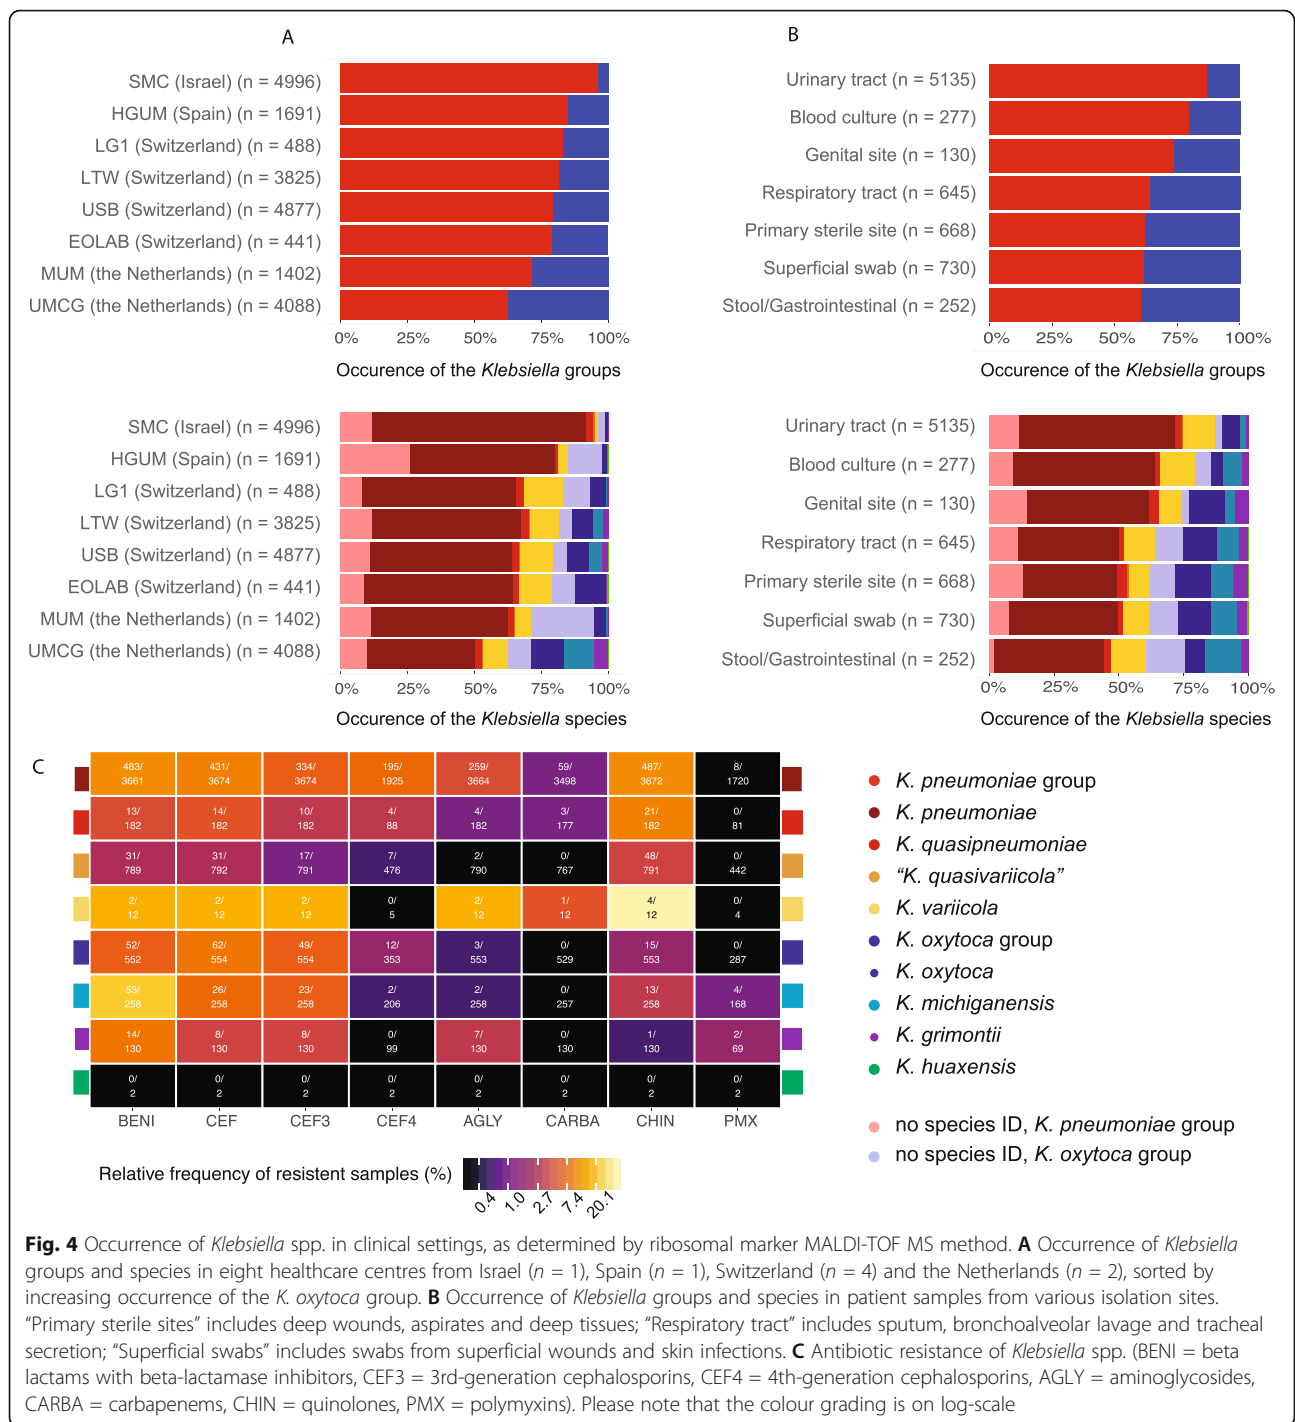 A
SMC (Israel) (n = 4996)
HGUM (Spain) (n = 1691)
LG1 (Switzerland) (n = 488)
LTW (Switzerland) (n = 3825)
USB (Switzerland) (n = 4877)
EOLAB (Switzerland) (n = 441)
MUM (the Netherlands) (n = 1402)
UMCG (the Netherlands) (n = 4088)
0% 25% 50% 75% 100%
Occurence of the Klebsiella groups
B
Urinary tract (n = 5135)
Blood culture (n = 277)
Genital site (n = 130)
Respiratory tract (n = 645)
Primary sterile site (n = 668)
Superficial swab (n = 730)
Stool/Gastrointestinal (n = 252)
0% 25% 50% 75% 100%
Occurence of the Klebsiella groups
SMC (Israel) (n = 4996)
HGUM (Spain) (n = 1691)
LG1 (Switzerland) (n = 488)
LTW (Switzerland) (n = 3825)
USB (Switzerland) (n = 4877)
EOLAB (Switzerland) (n = 441)
MUM (the Netherlands) (n = 1402)
UMCG (the Netherlands) (n = 4088)
0% 25% 50% 75% 100%
Occurence of the Klebsiella species
Urinary tract (n = 5135)
Blood culture (n = 277)
Genital site (n = 130)
Respiratory tract (n = 645)
Primary sterile site (n = 668)
Superficial swab (n = 730)
Stool/Gastrointestinal (n = 252)
0% 25% 50% 75% 100%
Occurence of the Klebsiella species
C
483/ 431/ 334/ 195/ 259/ 59/ 487/ 8/
3661 3674 3674 1925 3664 3498 3672 1720
13/ 14/ 10/ 4/ 4/ 3/ 21/ 0/
182 182 182 88 182 177 182 81
31/ 31/ 17/ 7/ 2/ 0/ 48/ 0/
789 792 791 476 790 767 791 442
2/ 2/ 2/ 0/ 2/ 1/ 4/ 0/
12 12 12 5 12 12 12 4
52/ 62/ 49/ 12/ 3/ 0/ 15/ 0/
552 554 554 353 553 529 553 287
53/ 26/ 23/ 2/ 2/ 0/ 13/ 4/
258 258 258 206 258 257 258 168
14/ 8/ 8/ 0/ 7/ 0/ 1/ 2/
130 130 130 99 130 130 130 69
0/ 0/ 0/ 0/ 0/ 0/ 0/ 0/
2 2 2 2 2 2 2 2
BENI CEF CEF3 CEF4 AGLY CARBA CHIN PMX
Relative frequency of resistent samples (%)
0.4 1.0 2.7 7.4 20.1
K. pneumoniae group
K. pneumoniae
K. quasipneumoniae
“K. quasivariicola”
K. variicola
K. oxytoca group
K. oxytoca
K. michiganensis
K. grimontii
K. huaxensis
no species ID, K. pneumoniae group
no species ID, K. oxytoca group
Fig. 4 Occurrence of Klebsiella spp. in clinical settings, as determined by ribosomal marker MALDI-TOF MS method. A Occurrence of Klebsiella
groups and species in eight healthcare centres from Israel (n = 1), Spain (n = 1), Switzerland (n = 4) and the Netherlands (n = 2), sorted by
increasing occurrence of the K. oxytoca group. B Occurrence of Klebsiella groups and species in patient samples from various isolation sites.
“Primary sterile sites” includes deep wounds, aspirates and deep tissues; “Respiratory tract” includes sputum, bronchoalveolar lavage and tracheal
secretion; “Superficial swabs” includes swabs from superficial wounds and skin infections. C Antibiotic resistance of Klebsiella spp. (BENI = beta
lactams with beta-lactamase inhibitors, CEF3 = 3rd-generation cephalosporins, CEF4 = 4th-generation cephalosporins, AGLY = aminoglycosides,
CARBA = carbapenems, CHIN = quinolones, PMX = polymyxins). Please note that the colour grading is on log-scale